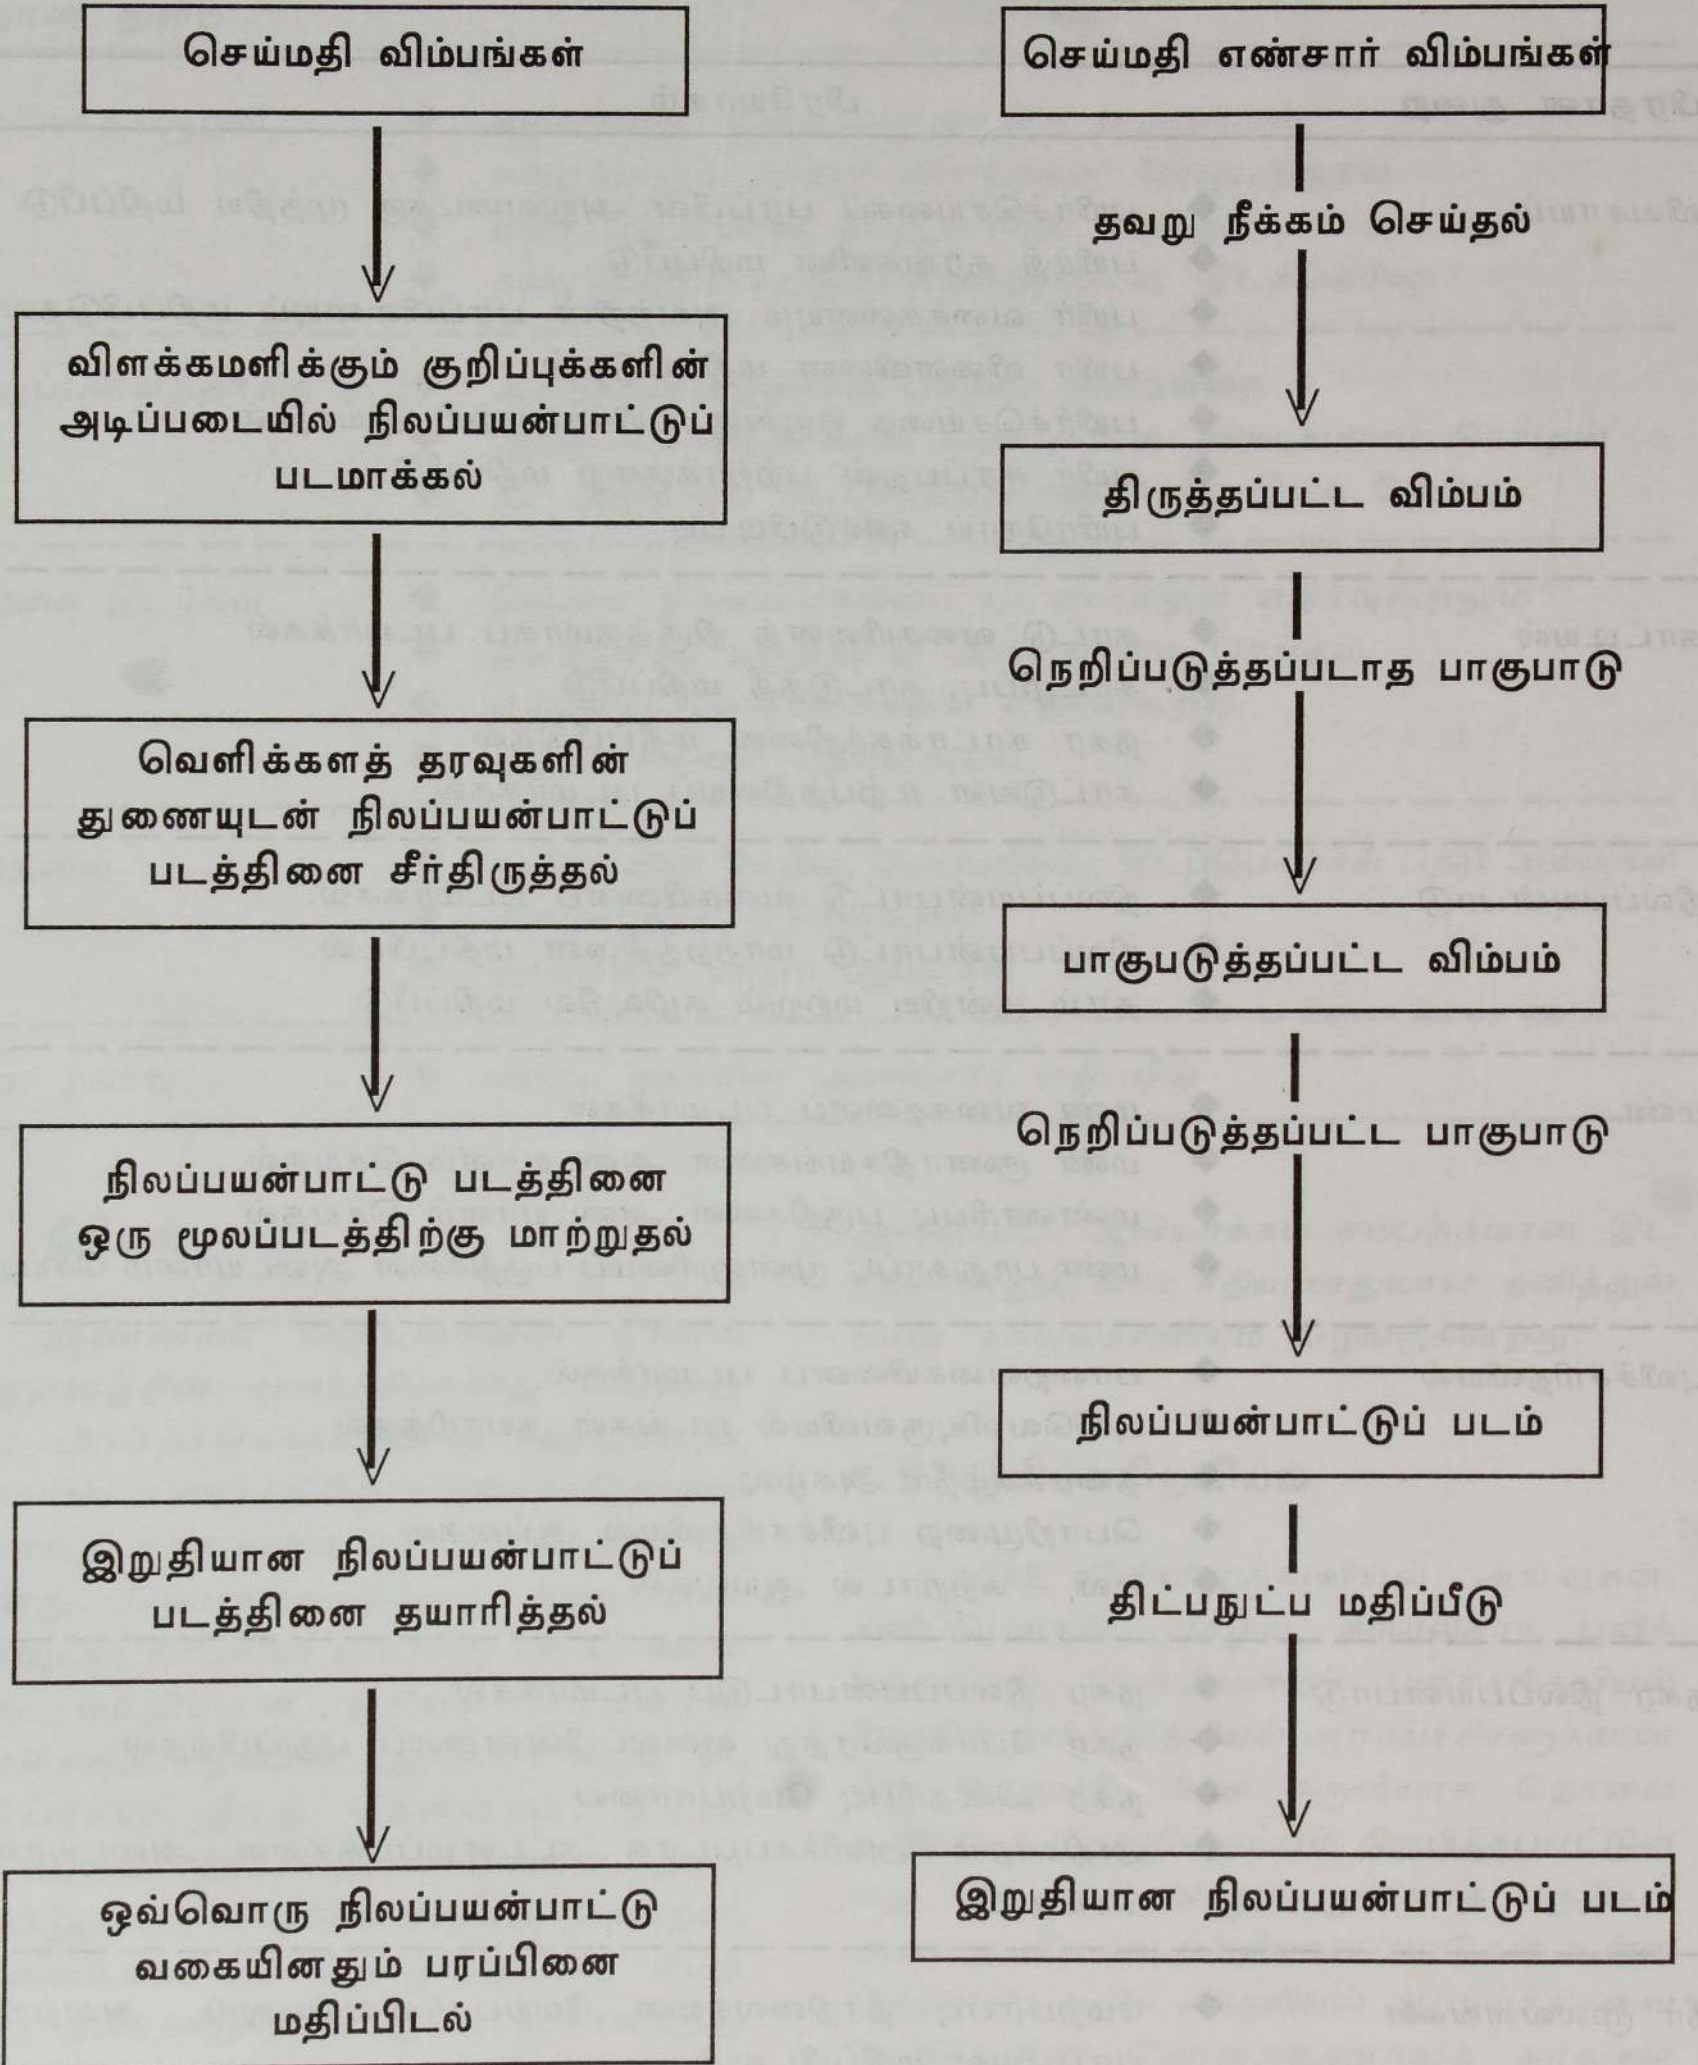 செய்மதி விம்பங்கள்
விளக்கமளிக்கும் குறிப்புக்களின்
அடிப்படையில் நிலப்பயன்பாட்டுப்
படமாக்கல்
வெளிக்களத் தரவுகளின்
துணையுடன் நிலப்பயன்பாட்டுப்
படத்தினை சீர்திருத்தல்
நிலப்பயன்பாட்டு படத்தினை
ஒரு மூலப்படத்திற்கு மாற்றுதல்
இறுதியான நிலப்பயன்பாட்டுப்
படத்தினை தயாரித்தல்
ஒவ்வொரு நிலப்பயன்பாட்டு
வகையினதும் பரப்பினை
மதிப்பிடல்
செய்மதி எண்சார் விம்பங்கள்
தவறு நீக்கம் செய்தல்
திருத்தப்பட்ட விம்பம்
நெறிப்படுத்தப்படாத பாகுபாடு
பாகுபடுத்தப்பட்ட விம்பம்
நெறிப்படுத்தப்பட்ட பாகுபாடு
நிலப்பயன்பாட்டுப் படம்
திட்பநுட்ப மதிப்பீடு
இறுதியான நிலப்பயன்பாட்டுப் படம்